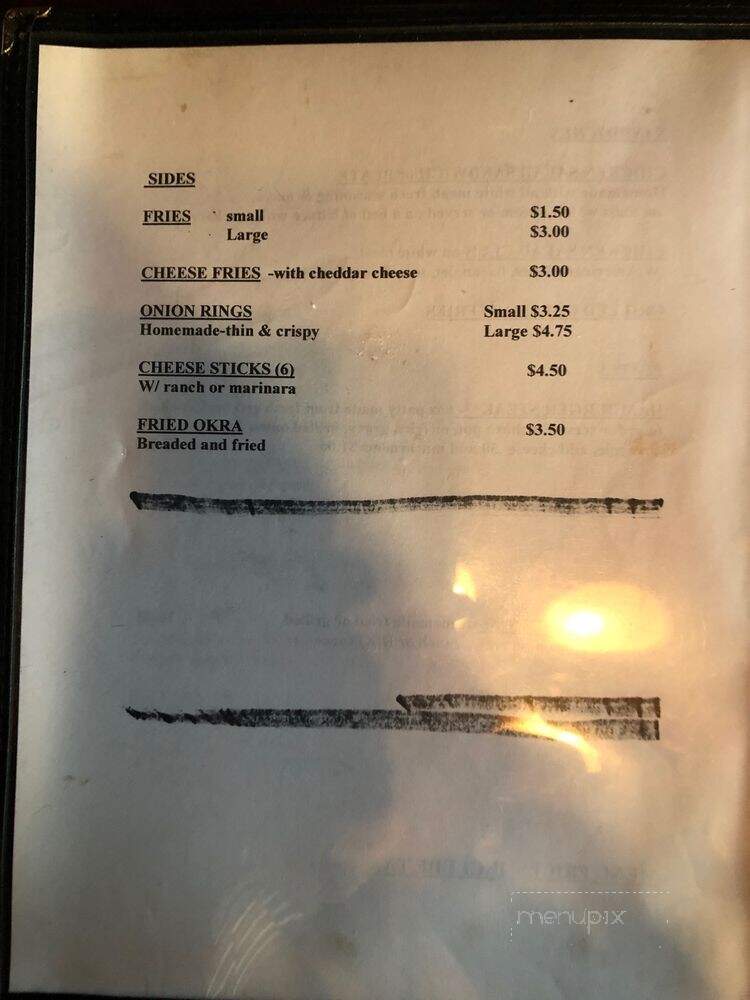 SIDES
FRIES small $1.50
Large $3.00
CHEESE FRIES -with cheddar cheese $3.00
ONION RINGS Small $3.25
Homemade-thin & crispy Large $4.75
CHEESE STICKS (6) $4.50
W/ ranch or marinara
FRIED OKRA $3.50
Breaded and fried
menupix